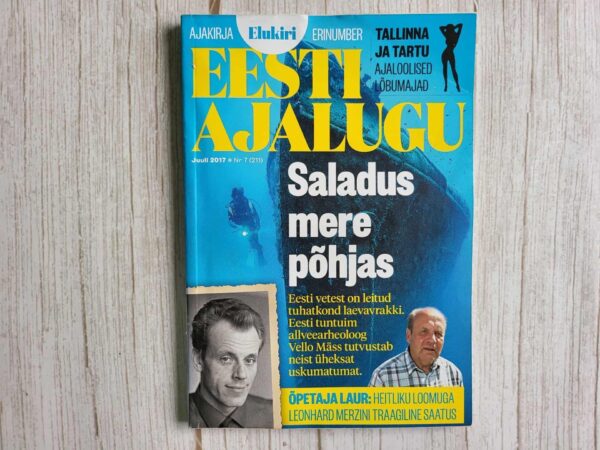 AJAKIRJA Elukiri ERINUMBER
EESTI
AJALUGU
Juuli 2017 • Nr 7 (211)
TALLINNA
JA TARTU
AJALOOLISED
LÕBUMAJAD
Saladus
mere
põhjas
Eesti vetest on leitud
tuhatkond laevavrakki.
Eesti tuntuim
allveearheoloog
Vello Mäss tutvustab
neist üheksat
uskumatumat.
ÕPETAJA LAUR: HEITLIKU LOOMUGA
LEONHARD MERZINI TRAAGILINE SAATUS